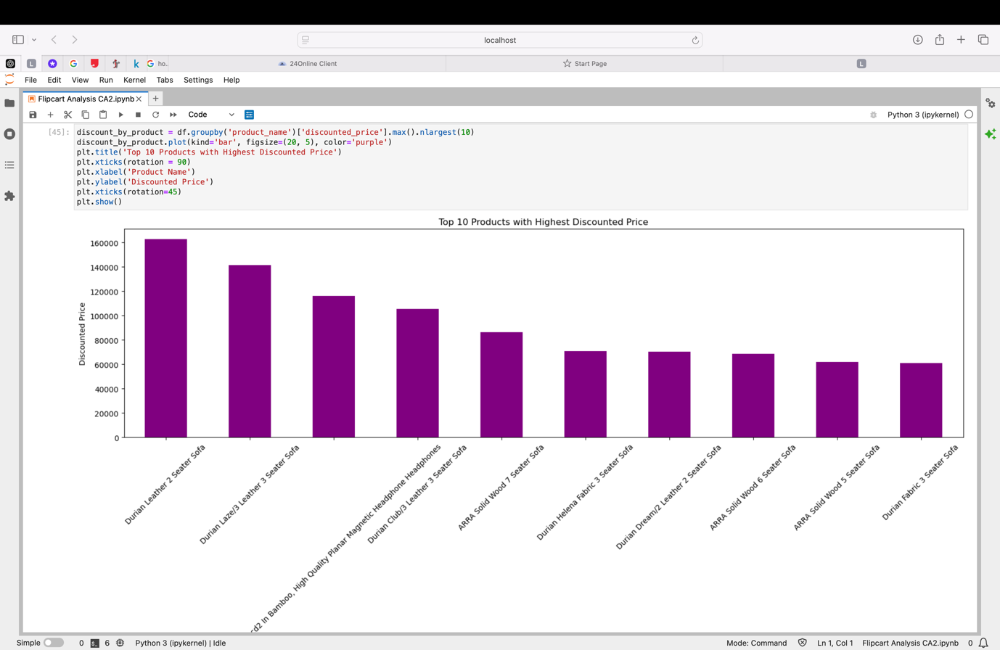 localhost
L
G
k
G ho..
24Online Client
Start Page
L
File Edit View Run Kernel Tabs Settings Help
Flipcart Analysis CA2.ipynb
Code
Python 3 (ipykernel)
[45]:
discount_by_product = df.groupby('product_name')['discounted_price'].max().nlargest(10)
discount_by_product.plot(kind='bar', figsize=(20, 5), color='purple')
plt.title('Top 10 Products with Highest Discounted Price')
plt.xticks(rotation = 90)
plt.xlabel('Product Name')
plt.ylabel('Discounted Price')
plt.xticks(rotation=45)
plt.show()
Top 10 Products with Highest Discounted Price
Discounted Price
160000
140000
120000
100000
80000
60000
40000
20000
0
Durian Leather 2 Seater Sofa
Durian Laze/3 Leather 3 Seater Sofa
rd2 In Bamboo, High Quality Planar Magnetic Headphone Headphones
Durian Club/3 Leather 3 Seater Sofa
ARRA Solid Wood 7 Seater Sofa
Durian Helena Fabric 3 Seater Sofa
Durian Dream/2 Leather 2 Seater Sofa
ARRA Solid Wood 6 Seater Sofa
ARRA Solid Wood 5 Seater Sofa
Durian Fabric 3 Seater Sofa
Simple 0 6 Python 3 (ipykernel) | Idle
Mode: Command Ln 1, Col 1 Flipcart Analysis CA2.ipynb 0